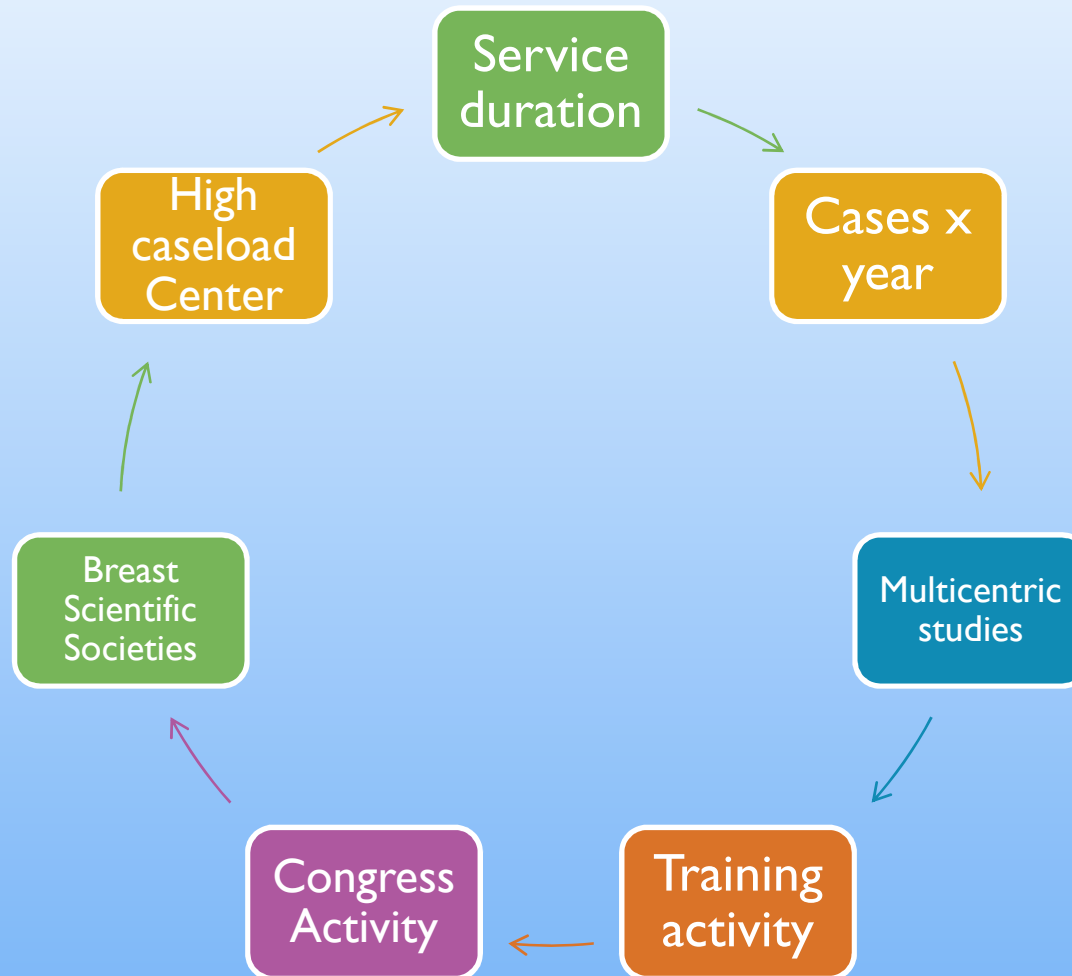 Service
duration
Cases x
year
Multicentric
studies
Training
activity
Congress
Activity
Breast
Scientific
Societies
High
caseload
Center